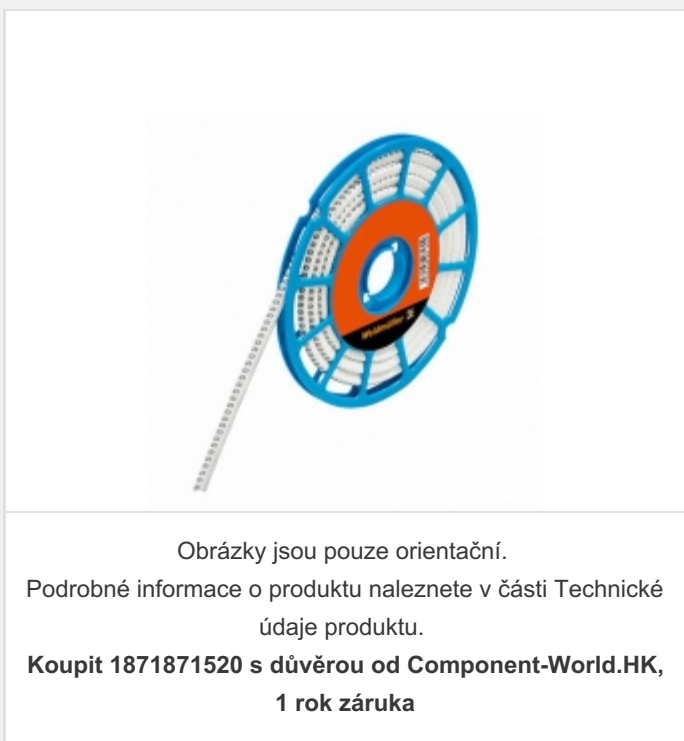 Weidmüller
Obrázky jsou pouze orientační.
Podrobné informace o produktu naleznete v části Technické
údaje produktu.
Koupit 1871871520 s důvěrou od Component-World.HK,
1 rok záruka